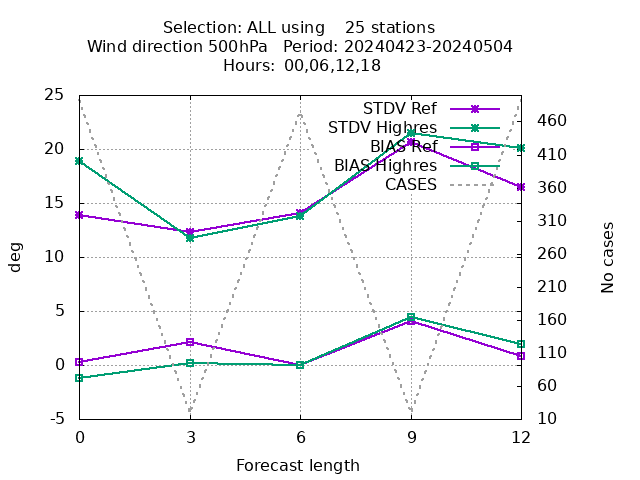 Selection: ALL using    25 stations
Wind direction 500hPa   Period: 20240423-20240504
Hours:  00,06,12,18
STDV Ref
STDV Highres
BIAS Ref
BIAS Highres
CASES
25
20
15
10
5
0
-5
460
410
360
310
260
210
160
110
60
10
0 3 6 9 12
deg
No cases
Forecast length